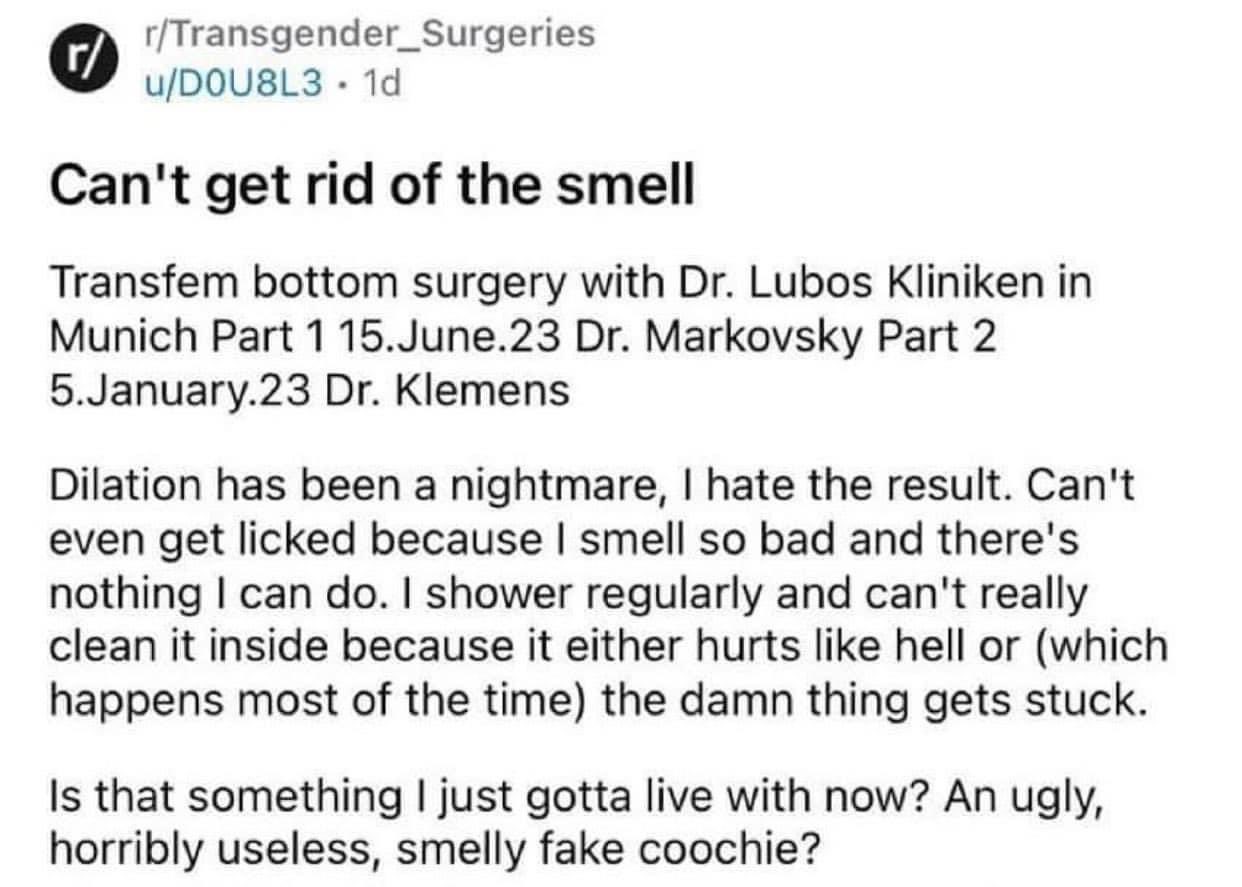 r/
r/Transgender_Surgeries
u/D0U8L3 · 1d
Can't get rid of the smell
Transfem bottom surgery with Dr. Lubos Kliniken in
Munich Part 1 15.June.23 Dr. Markovsky Part 2
5.January.23 Dr. Klemens
Dilation has been a nightmare, I hate the result. Can't
even get licked because I smell so bad and there's
nothing I can do. I shower regularly and can't really
clean it inside because it either hurts like hell or (which
happens most of the time) the damn thing gets stuck.
Is that something I just gotta live with now? An ugly,
horribly useless, smelly fake coochie?